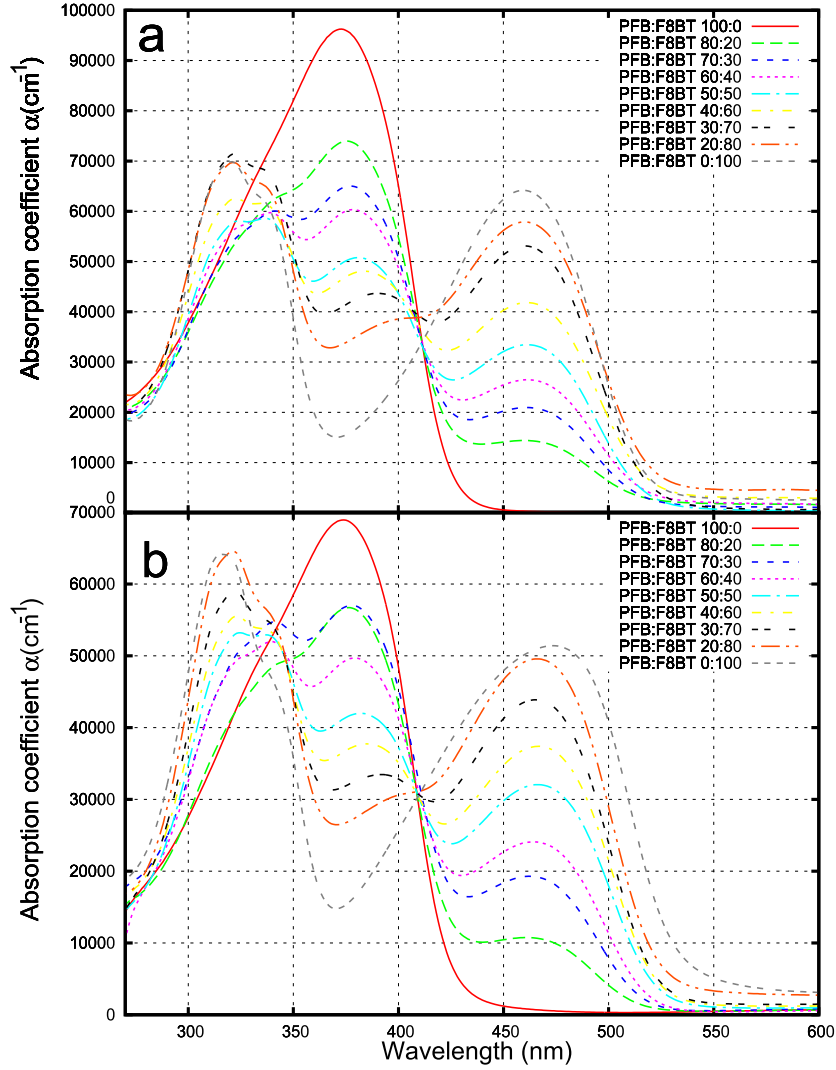 a
Absorption coefficient α(cm⁻¹)
100000
90000
80000
70000
60000
50000
40000
30000
20000
10000
0
PFB:F8BT 100:0
PFB:F8BT 80:20
PFB:F8BT 70:30
PFB:F8BT 60:40
PFB:F8BT 50:50
PFB:F8BT 40:60
PFB:F8BT 30:70
PFB:F8BT 20:80
PFB:F8BT 0:100
b
Absorption coefficient α(cm⁻¹)
70000
60000
50000
40000
30000
20000
10000
0
PFB:F8BT 100:0
PFB:F8BT 80:20
PFB:F8BT 70:30
PFB:F8BT 60:40
PFB:F8BT 50:50
PFB:F8BT 40:60
PFB:F8BT 30:70
PFB:F8BT 20:80
PFB:F8BT 0:100
300 350 400 450 500 550 600
Wavelength (nm)